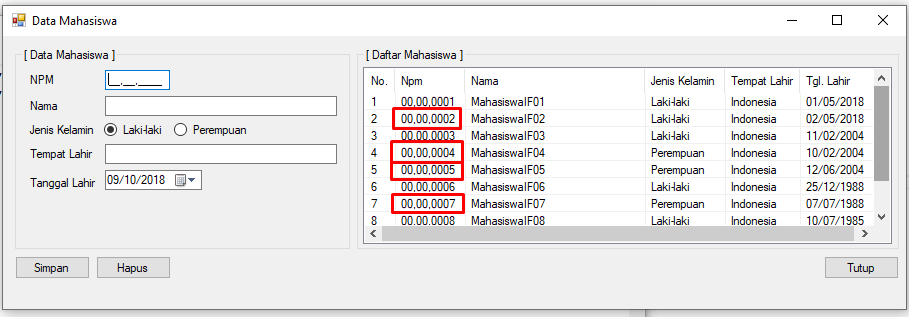 Data Mahasiswa
[ Data Mahasiswa ]
NPM
__.__.____
Nama
Jenis Kelamin Laki-laki Perempuan
Tempat Lahir
Tanggal Lahir 09/10/2018
[ Daftar Mahasiswa ]
No. Npm Nama Jenis Kelamin Tempat Lahir Tgl. Lahir
1 00,00,0001 MahasiswaIF01 Laki-laki Indonesia 01/05/2018
2 00,00,0002 MahasiswaIF02 Laki-laki Indonesia 02/05/2018
3 00,00,0003 MahasiswaIF03 Laki-laki Indonesia 11/02/2004
4 00,00,0004 MahasiswaIF04 Perempuan Indonesia 10/02/2004
5 00,00,0005 MahasiswaIF05 Perempuan Indonesia 12/06/2004
6 00,00,0006 MahasiswaIF06 Laki-laki Indonesia 25/12/1988
7 00,00,0007 MahasiswaIF07 Perempuan Indonesia 07/07/1988
8 00,00,0008 MahasiswaIF08 Laki-laki Indonesia 10/07/1985
Simpan Hapus Tutup